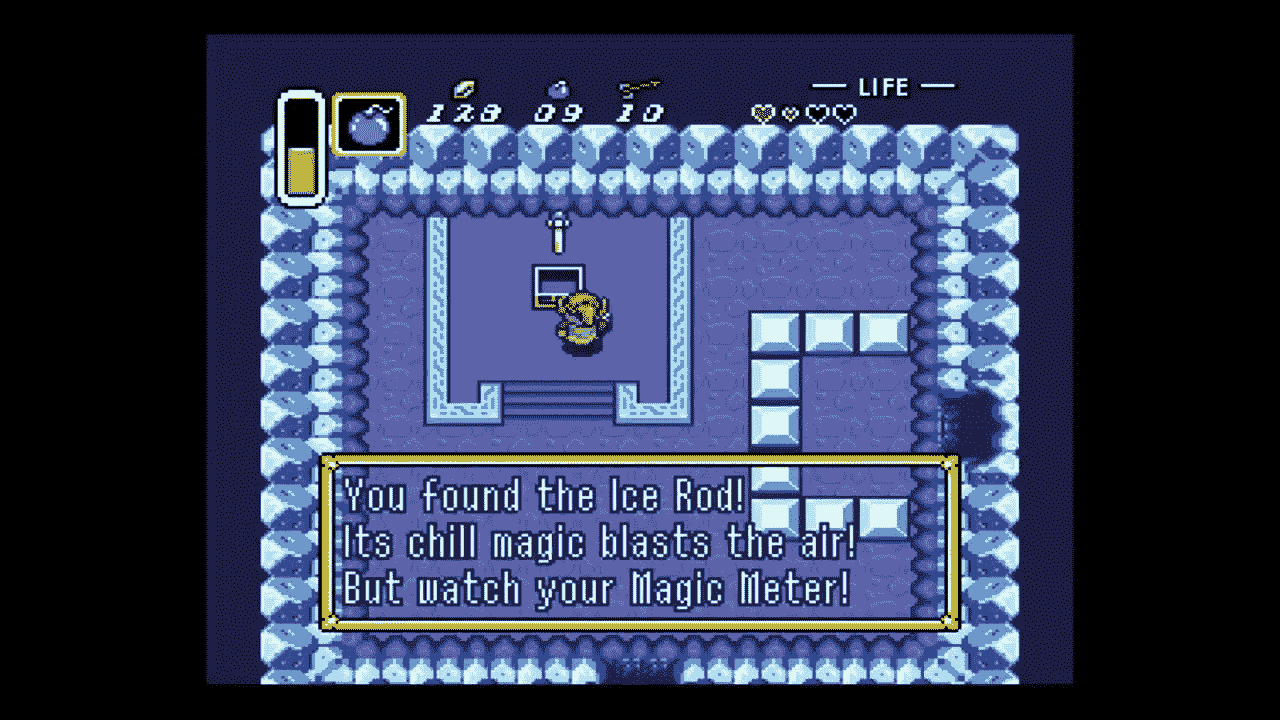 — LIFE —
128 09 10
You found the Ice Rod!
Its chill magic blasts the air!
But watch your Magic Meter!